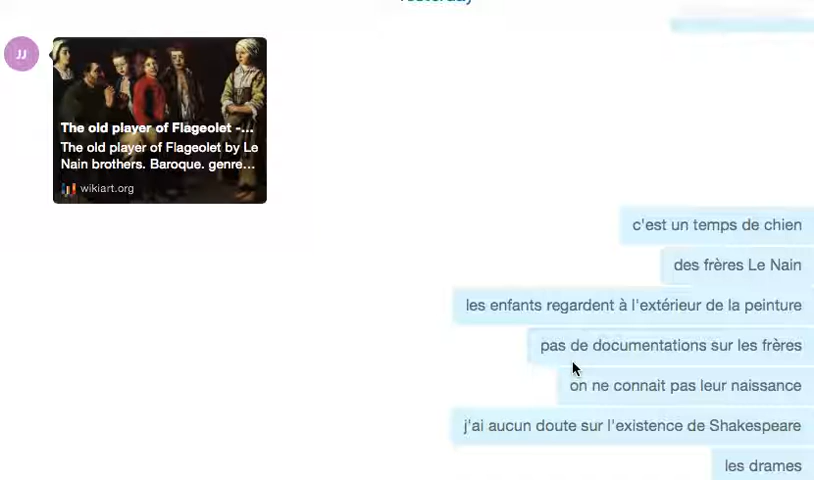 Yesterday
JJ
The old player of Flageolet -...
The old player of Flageolet by Le
Nain brothers. Baroque. genre...
wikiart.org
c'est un temps de chien
des frères Le Nain
les enfants regardent à l'extérieur de la peinture
pas de documentations sur les frères
on ne connait pas leur naissance
j'ai aucun doute sur l'existence de Shakespeare
les drames